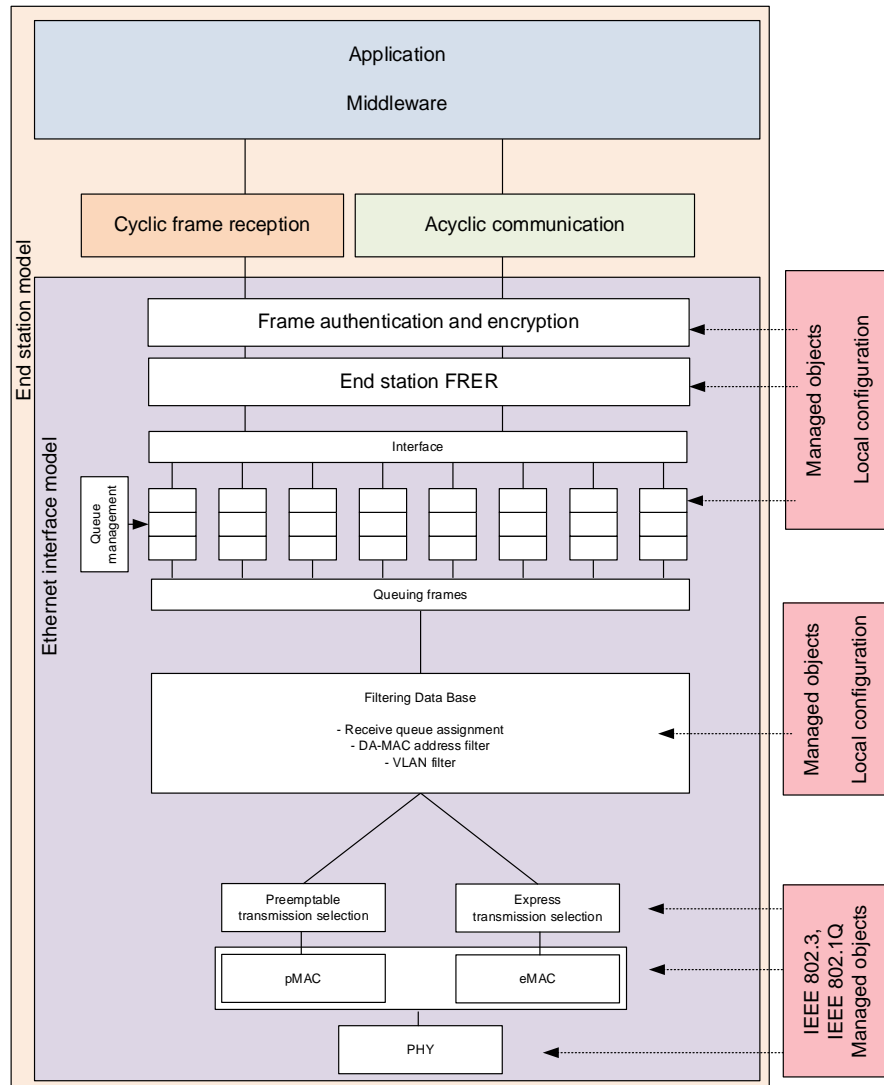 Application
Middleware
Cyclic frame reception
Acyclic communication
End station model
Ethernet interface model
Frame authentication and encryption
End station FRER
Interface
Queue
management
Queuing frames
Managed objects
Local configuration
Filtering Data Base
- Receive queue assignment
- DA-MAC address filter
- VLAN filter
Managed objects
Local configuration
Preemptable
transmission selection
Express
transmission selection
pMAC
eMAC
PHY
IEEE 802.3,
IEEE 802.1Q
Managed objects